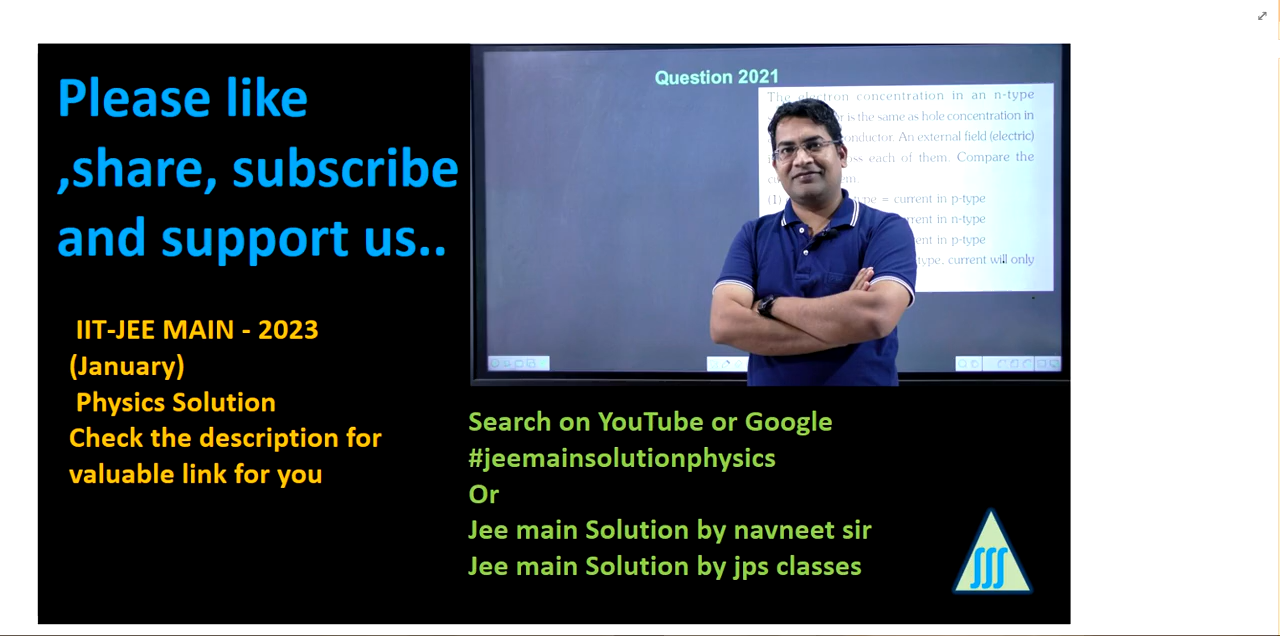 Please like
,share, subscribe
and support us..
IIT-JEE MAIN - 2023
(January)
Physics Solution
Check the description for
valuable link for you
Question 2021
The electron concentration in an n-type
is the same as hole concentration in
An external field (electric)
each of them. Compare the
(1) = current in p-type
in n-type
in p-type
type, current will only
Search on YouTube or Google
#jeemainsolutionphysics
Or
Jee main Solution by navneet sir
Jee main Solution by jps classes